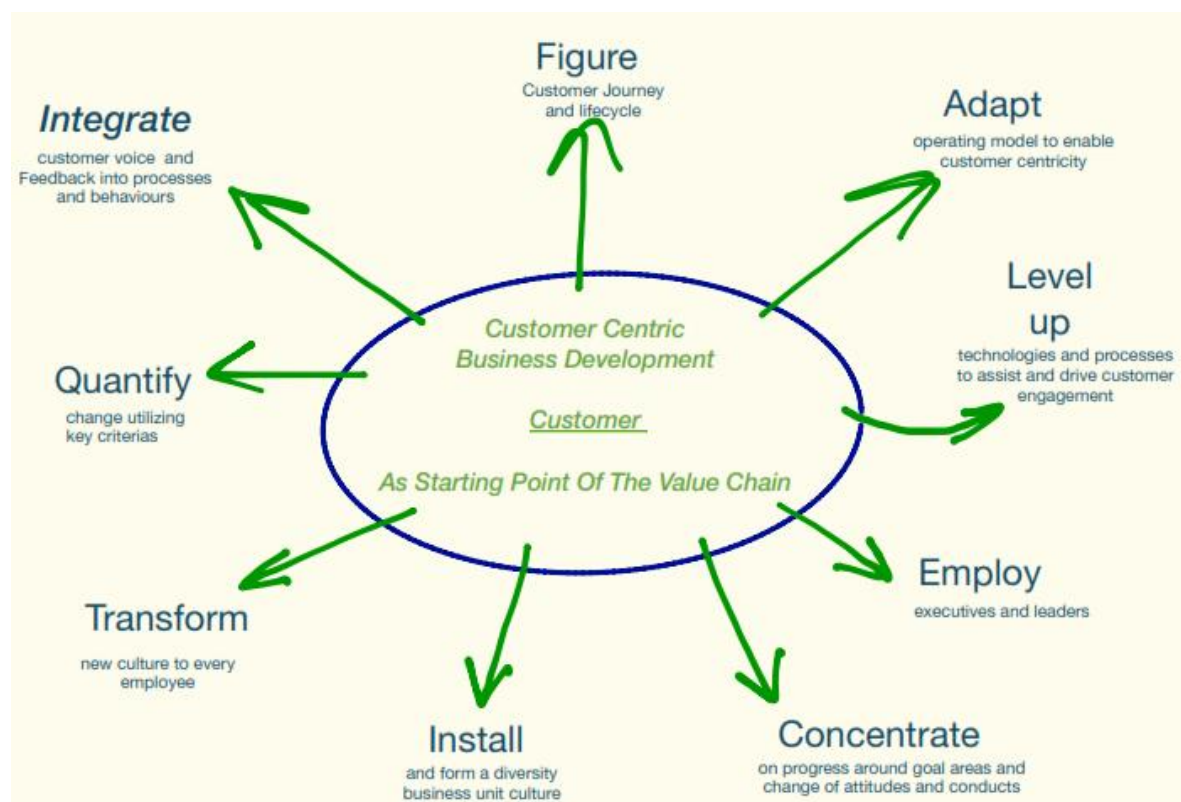 Figure
Customer Journey
and lifecycle
Adapt
operating model to enable
customer centricity
Level
up
technologies and processes
to assist and drive customer
engagement
Employ
executives and leaders
Concentrate
on progress around goal areas and
change of attitudes and conducts
Install
and form a diversity
business unit culture
Transform
new culture to every
employee
Quantify
change utilizing
key criterias
Integrate
customer voice and
Feedback into processes
and behaviours
Customer Centric
Business Development
Customer
As Starting Point Of The Value Chain